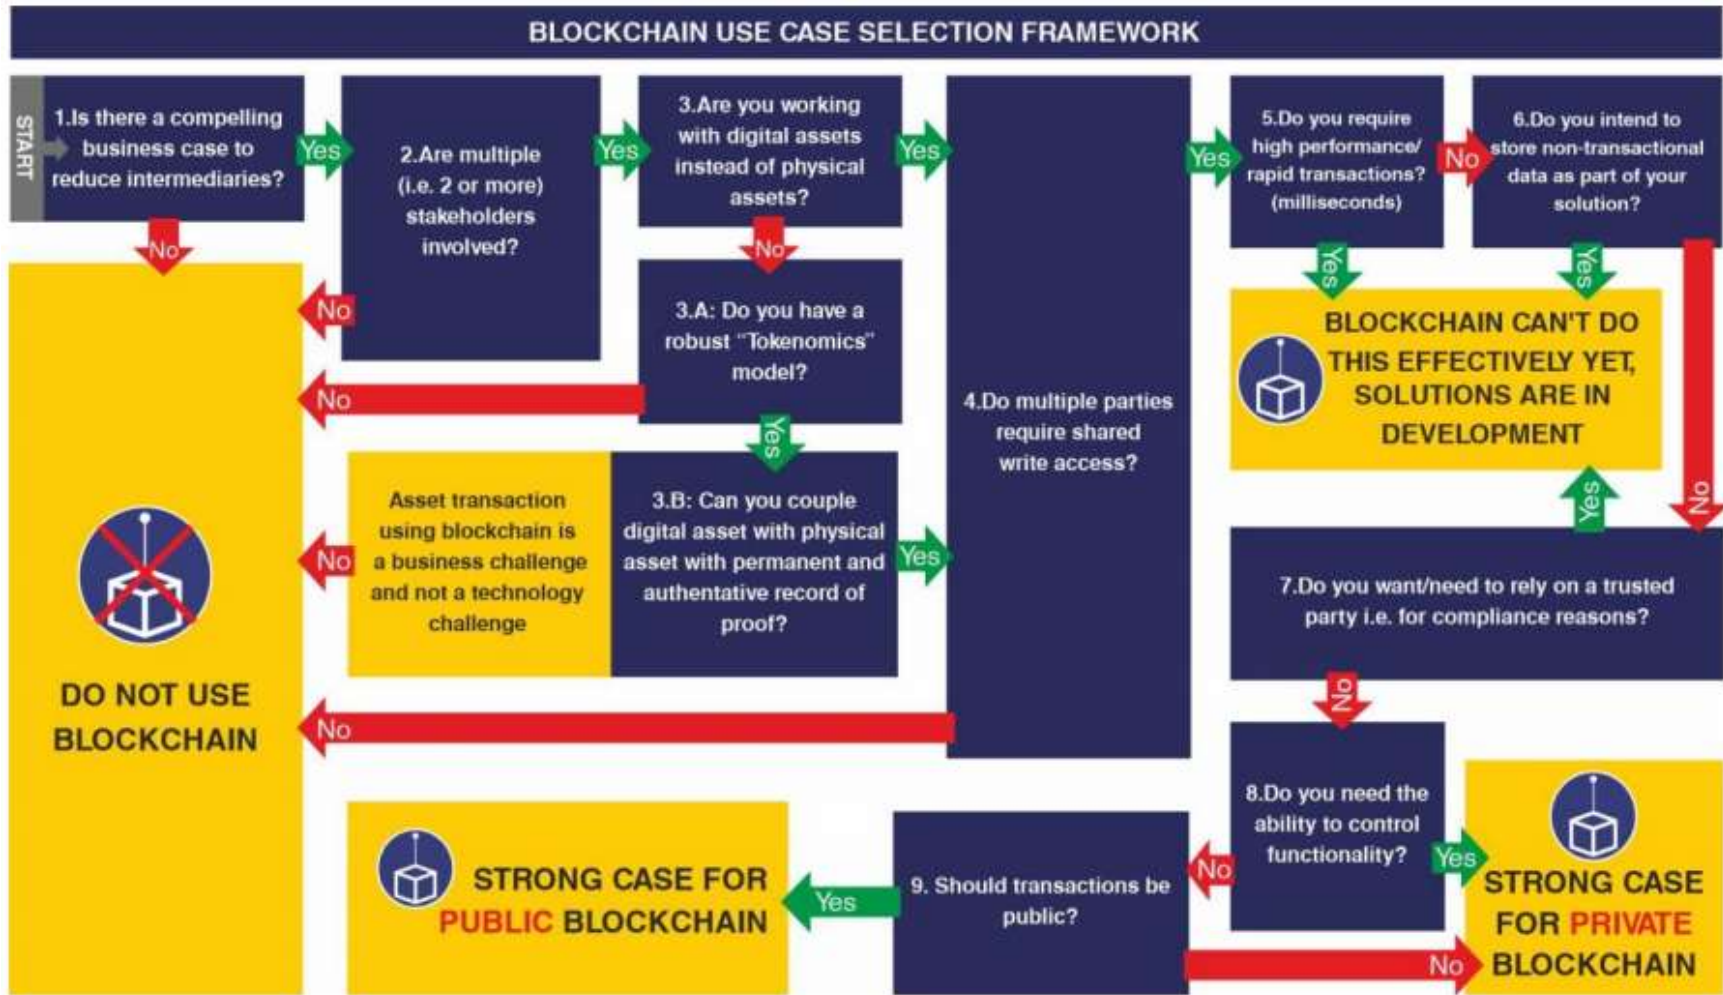 BLOCKCHAIN USE CASE SELECTION FRAMEWORK
START
1.Is there a compelling
business case to
reduce intermediaries?
Yes
No
2.Are multiple
(i.e. 2 or more)
stakeholders
involved?
Yes
No
3.Are you working
with digital assets
instead of physical
assets?
Yes
No
3.A: Do you have a
robust "Tokenomics"
model?
No
Yes
3.B: Can you couple
digital asset with physical
asset with permanent and
authentative record of
proof?
Yes
Asset transaction
using blockchain is
a business challenge
and not a technology
challenge
No
4.Do multiple parties
require shared
write access?
Yes
No
5.Do you require
high performance/
rapid transactions?
(milliseconds)
No
Yes
6.Do you intend to
store non-transactional
data as part of your
solution?
Yes
No
BLOCKCHAIN CAN'T DO
THIS EFFECTIVELY YET,
SOLUTIONS ARE IN
DEVELOPMENT
Yes
7.Do you want/need to rely on a trusted
party i.e. for compliance reasons?
No
8.Do you need the
ability to control
functionality?
Yes
No
9. Should transactions be
public?
Yes
No
STRONG CASE
FOR PRIVATE
BLOCKCHAIN
STRONG CASE FOR
PUBLIC BLOCKCHAIN
DO NOT USE
BLOCKCHAIN